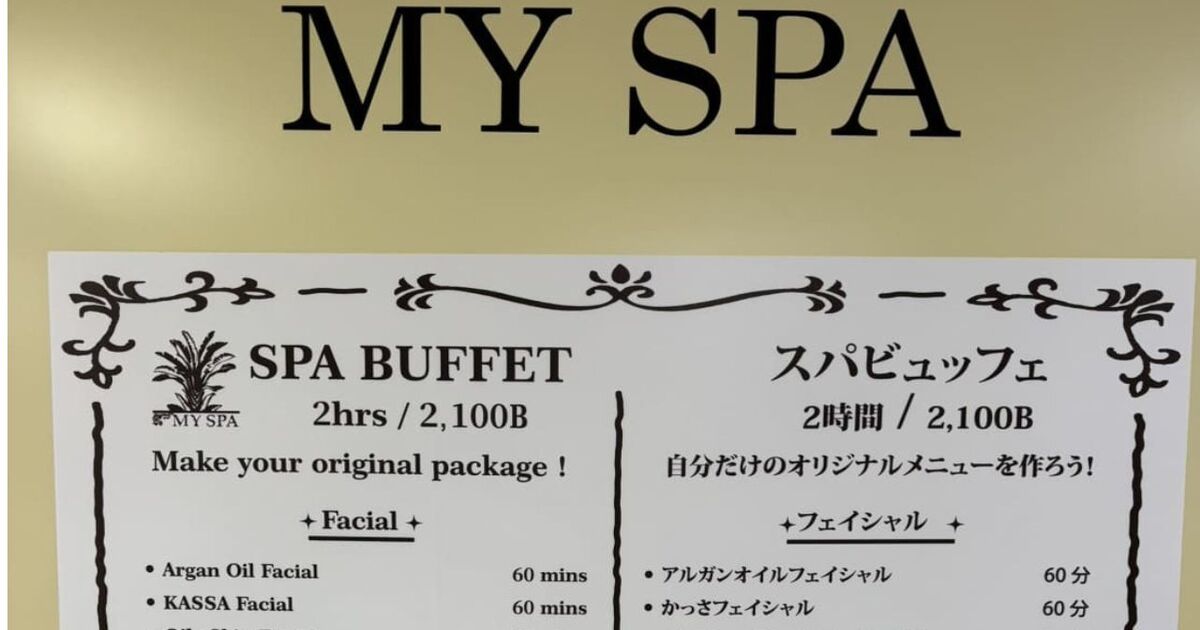 MY SPA
MY SPA
SPA BUFFET
2hrs / 2,100B
Make your original package !
Facial
• Argan Oil Facial 60 mins
• KASSA Facial 60 mins
スパビュッフェ
2時間 / 2,100B
自分だけのオリジナルメニューを作ろう!
フェイシャル
• アルガンオイルフェイシャル 60 分
• かっさフェイシャル 60 分